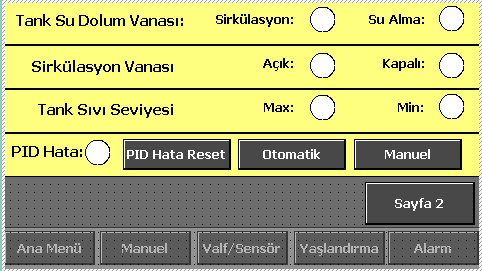 Tank Su Dolum Vanası: Sirkülasyon: Su Alma:
Sirkülasyon Vanası Açık: Kapalı:
Tank Sıvı Seviyesi Max: Min:
PID Hata: PID Hata Reset Otomatik Manuel
Sayfa 2
Ana Menü Manuel Valf/Sensör Yaşlandırma Alarm